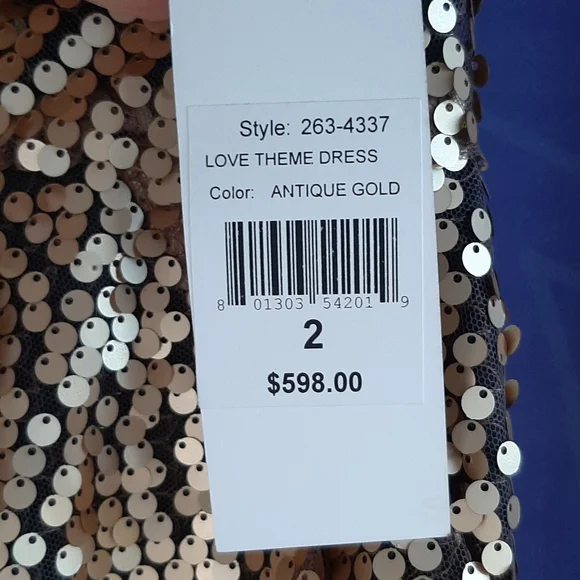 Style: 263-4337
LOVE THEME DRESS
Color: ANTIQUE GOLD
8 01303 54201 9
2
$598.00